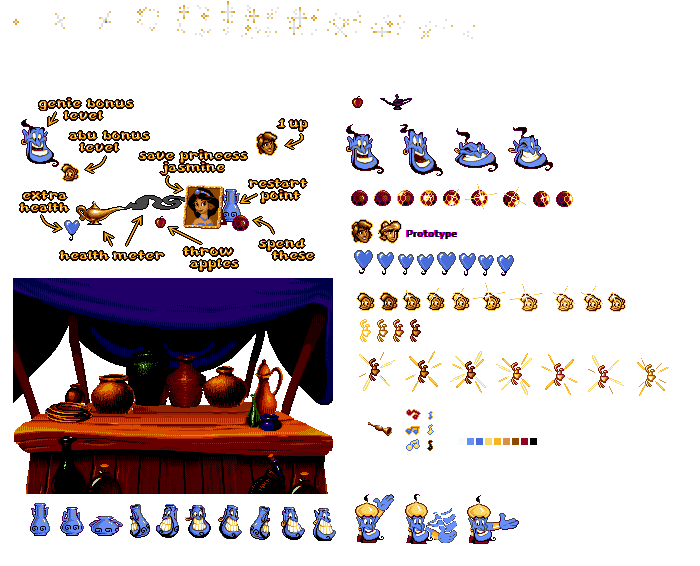 genie bonus
level
abu bonus
level
1 up
save princess
jasmine
restart
point
extra
health
health meter
throw
apples
spend
these
Prototype